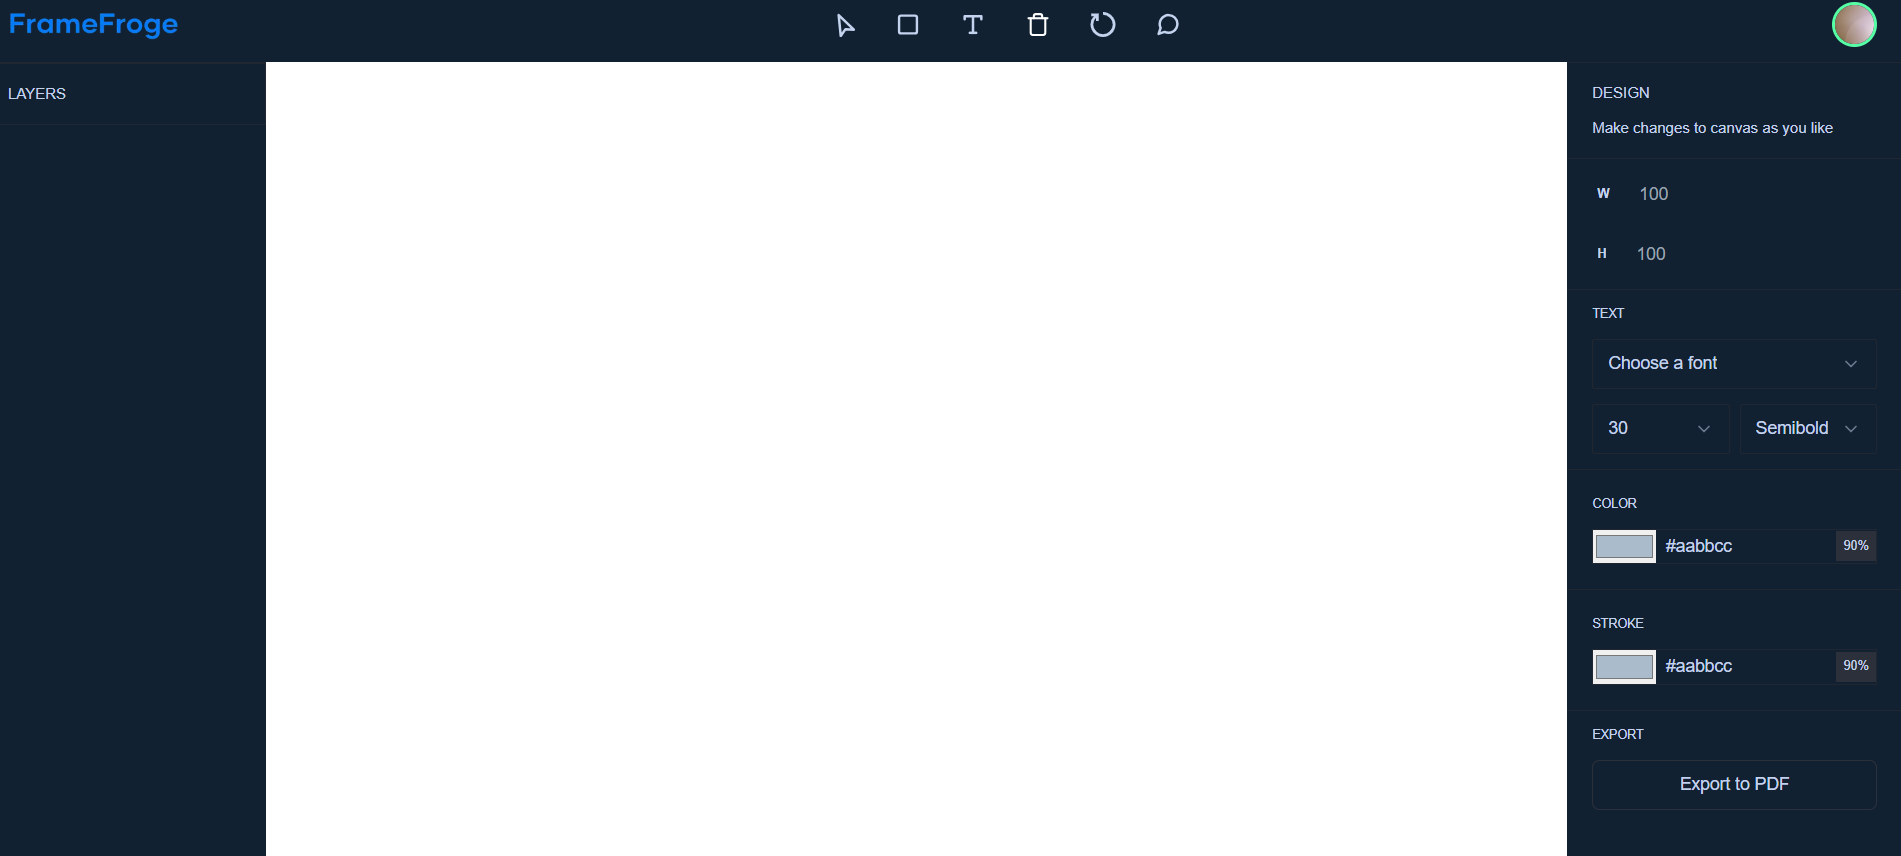 FrameFroge
LAYERS
DESIGN
Make changes to canvas as you like
W 100
H 100
TEXT
Choose a font
30 Semibold
COLOR
#aabbcc 90%
STROKE
#aabbcc 90%
EXPORT
Export to PDF